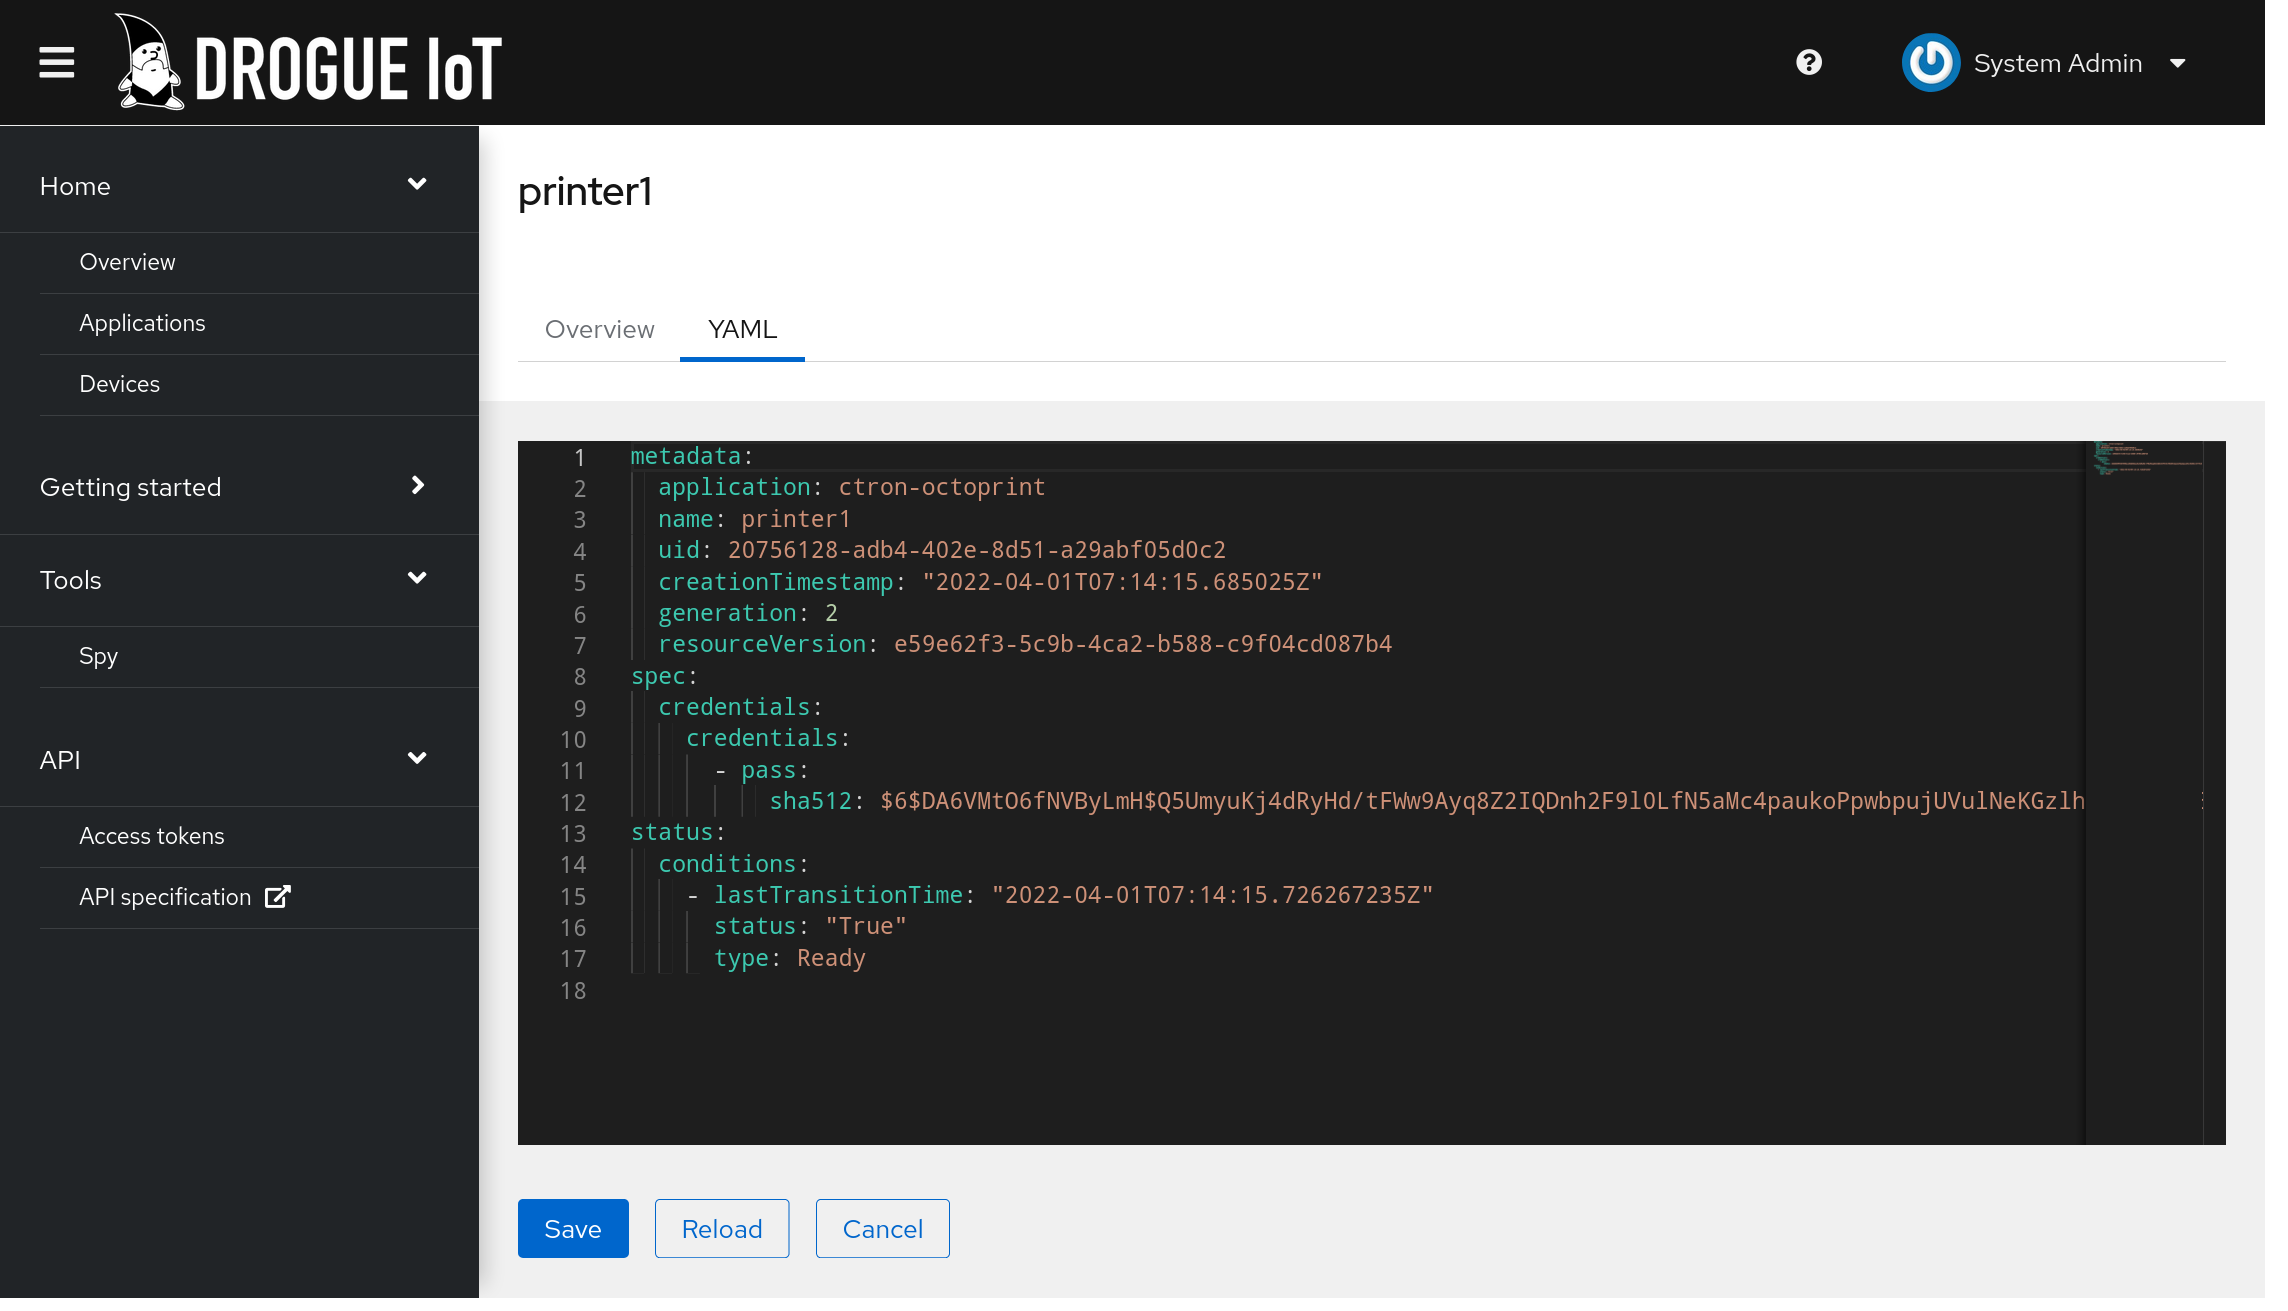 DROGUE IoT
System Admin
Home
Overview
Applications
Devices
Getting started
Tools
Spy
API
Access tokens
API specification
printer1
Overview YAML
1 metadata:
2 application: ctron-octoprint
3 name: printer1
4 uid: 20756128-adb4-402e-8d51-a29abf05d0c2
5 creationTimestamp: "2022-04-01T07:14:15.685025Z"
6 generation: 2
7 resourceVersion: e59e62f3-5c9b-4ca2-b588-c9f04cd087b4
8 spec:
9 credentials:
10 credentials:
11 - pass:
12 sha512: $6$DA6VMtO6fNVByLmH$Q5UmyuKj4dRyHd/tFWw9Ayq8Z2IQDnh2F9l0LfN5aMc4paukoPpwbpujUVulNeKGzlh
13 status:
14 conditions:
15 - lastTransitionTime: "2022-04-01T07:14:15.726267235Z"
16 status: "True"
17 type: Ready
18
Save Reload Cancel